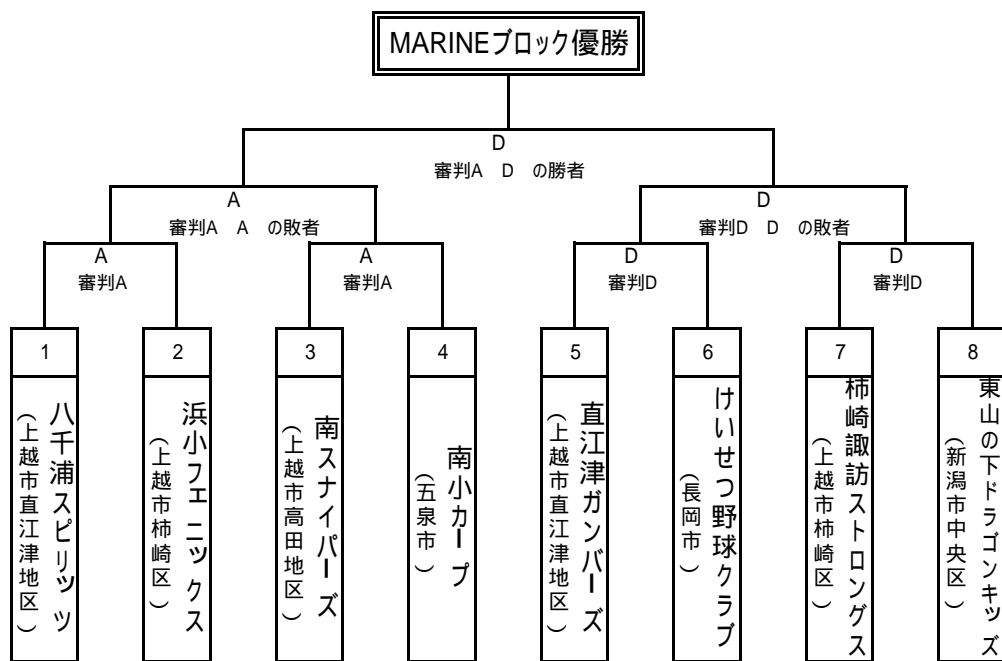 MARINEブロック優勝
D
審判A D の勝者
A
審判A A の敗者
D
審判D D の敗者
A
審判A
A
審判A
D
審判D
D
審判D
1
八千浦スピリッツ
(上越市直江津地区)
2
浜小フェニックス
(上越市柿崎区)
3
南スナイパーズ
(上越市高田地区)
4
南小カープ
(五泉市)
5
直江津ガンバーズ
(上越市直江津地区)
6
けいせつ野球クラブ
(長岡市)
7
柿崎諏訪ストロングス
(上越市柿崎区)
8
東山の下ドラゴンキッズ
(新潟市中央区)